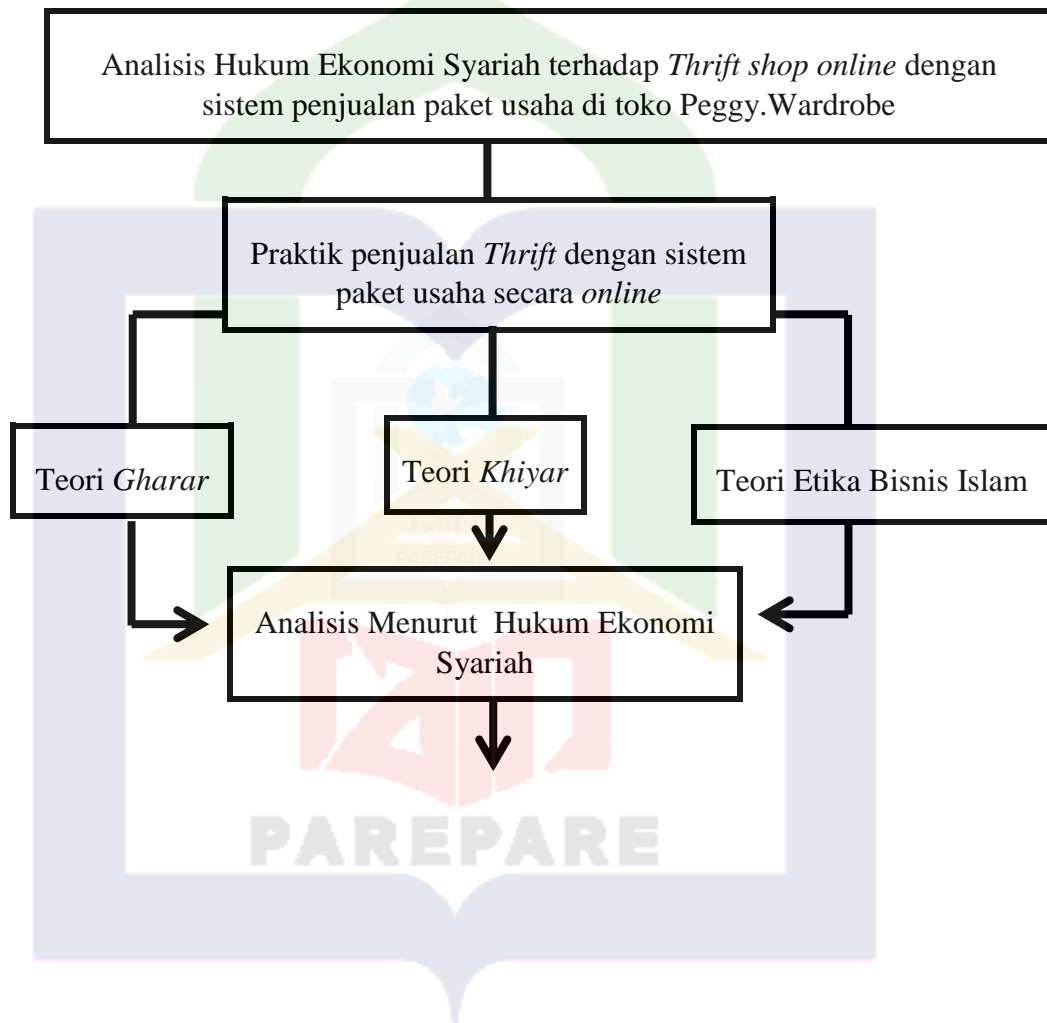 Analisis Hukum Ekonomi Syariah terhadap Thrift shop online dengan
sistem penjualan paket usaha di toko Peggy.Wardrobe
Praktik penjualan Thrift dengan sistem
paket usaha secara online
Teori Gharar
Teori Khiyar
Teori Etika Bisnis Islam
PAREPARE
Analisis Menurut Hukum Ekonomi
Syariah
PAREPARE